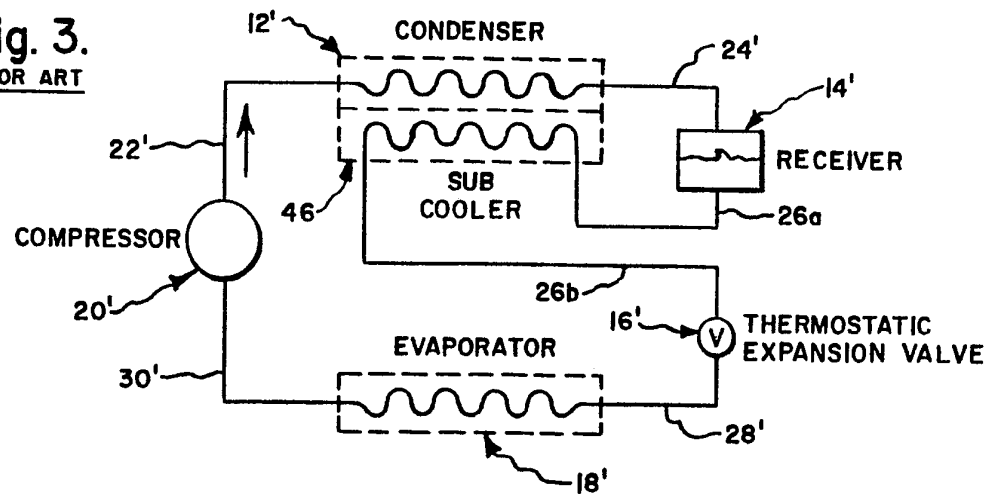 ig. 3.
OR ART
12'
CONDENSER
24'
14'
22'
RECEIVER
46
SUB
COOLER
26a
COMPRESSOR
20'
26b
16'
V
THERMOSTATIC
EXPANSION VALVE
EVAPORATOR
30'
28'
18'